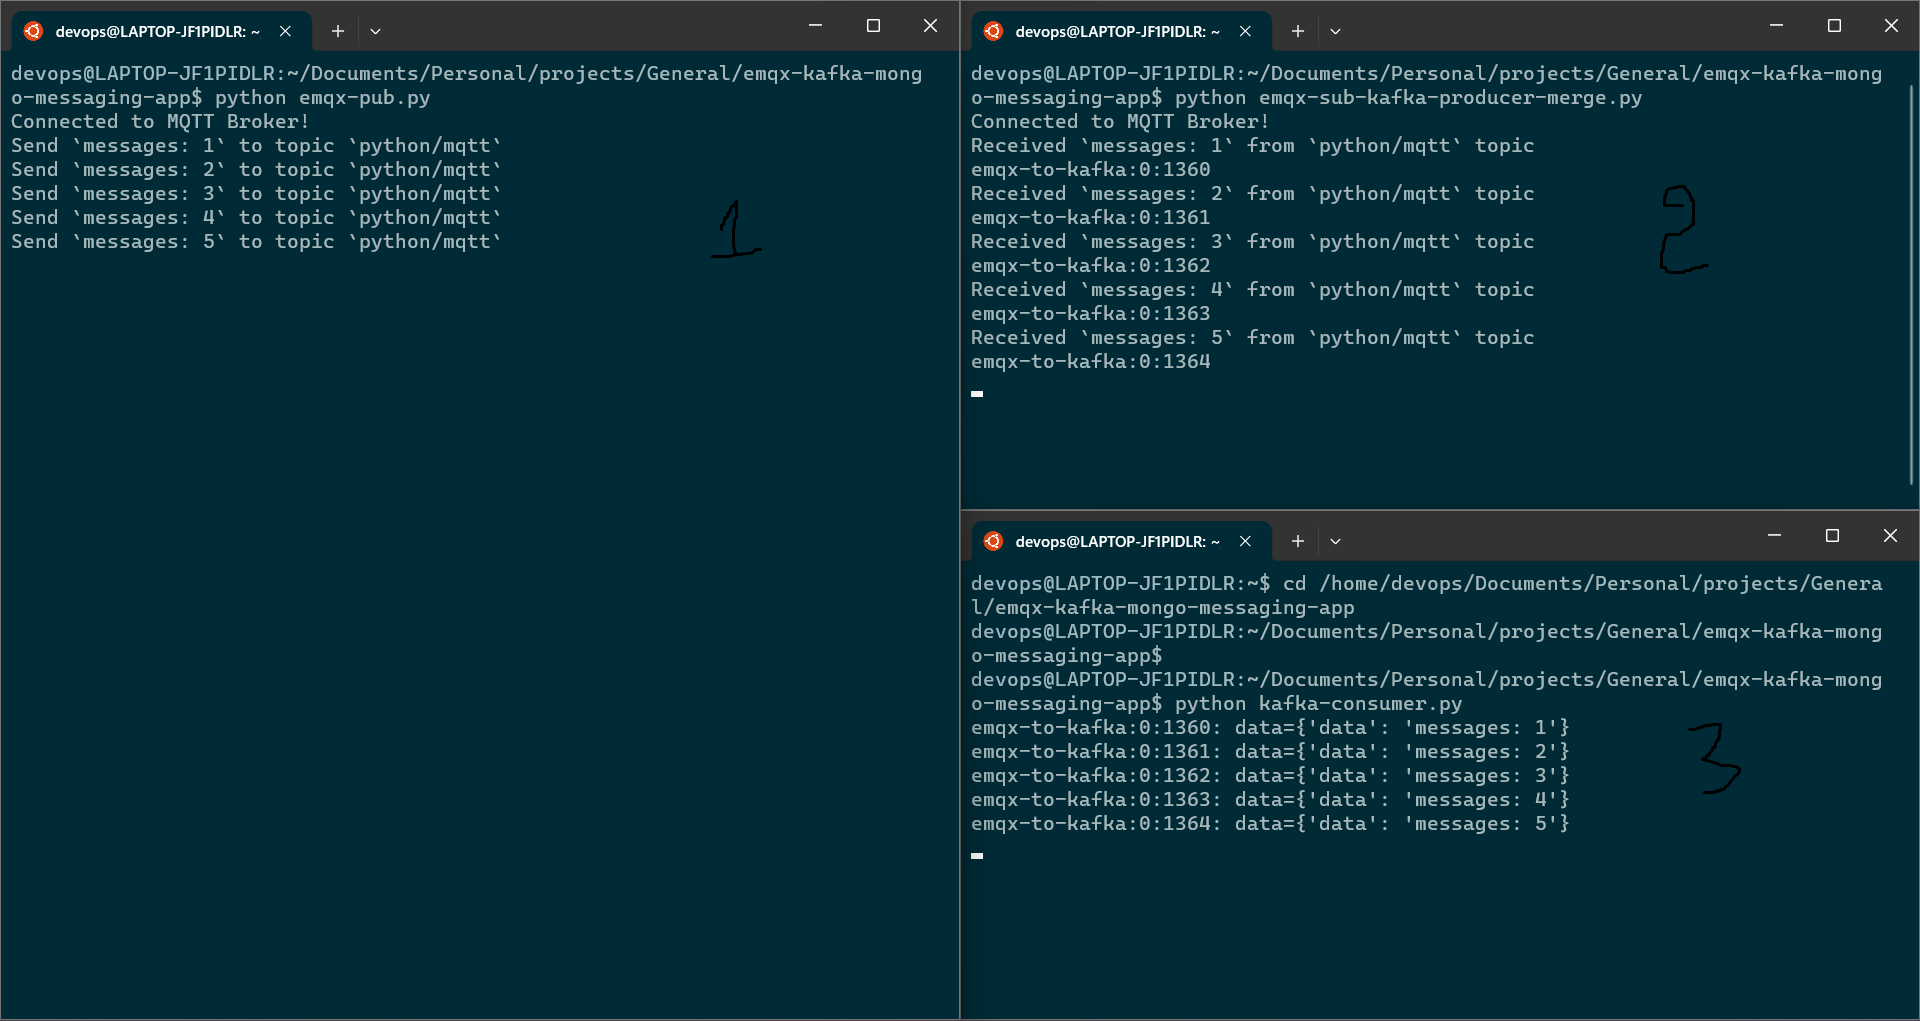 devops@LAPTOP-JF1PIDLR: ~
devops@LAPTOP-JF1PIDLR:~/Documents/Personal/projects/General/emqx-kafka-mong
o-messaging-app$ python emqx-pub.py
Connected to MQTT Broker!
Send `messages: 1` to topic `python/mqtt`
Send `messages: 2` to topic `python/mqtt`
Send `messages: 3` to topic `python/mqtt`
Send `messages: 4` to topic `python/mqtt`
Send `messages: 5` to topic `python/mqtt`
1
devops@LAPTOP-JF1PIDLR: ~
devops@LAPTOP-JF1PIDLR:~/Documents/Personal/projects/General/emqx-kafka-mong
o-messaging-app$ python emqx-sub-kafka-producer-merge.py
Connected to MQTT Broker!
Received `messages: 1` from `python/mqtt` topic
emqx-to-kafka:0:1360
Received `messages: 2` from `python/mqtt` topic
emqx-to-kafka:0:1361
Received `messages: 3` from `python/mqtt` topic
emqx-to-kafka:0:1362
Received `messages: 4` from `python/mqtt` topic
emqx-to-kafka:0:1363
Received `messages: 5` from `python/mqtt` topic
emqx-to-kafka:0:1364
2
devops@LAPTOP-JF1PIDLR: ~
devops@LAPTOP-JF1PIDLR:~$ cd /home/devops/Documents/Personal/projects/Genera
l/emqx-kafka-mongo-messaging-app
devops@LAPTOP-JF1PIDLR:~/Documents/Personal/projects/General/emqx-kafka-mong
o-messaging-app$
devops@LAPTOP-JF1PIDLR:~/Documents/Personal/projects/General/emqx-kafka-mong
o-messaging-app$ python kafka-consumer.py
emqx-to-kafka:0:1360: data={'data': 'messages: 1'}
emqx-to-kafka:0:1361: data={'data': 'messages: 2'}
emqx-to-kafka:0:1362: data={'data': 'messages: 3'}
emqx-to-kafka:0:1363: data={'data': 'messages: 4'}
emqx-to-kafka:0:1364: data={'data': 'messages: 5'}
3